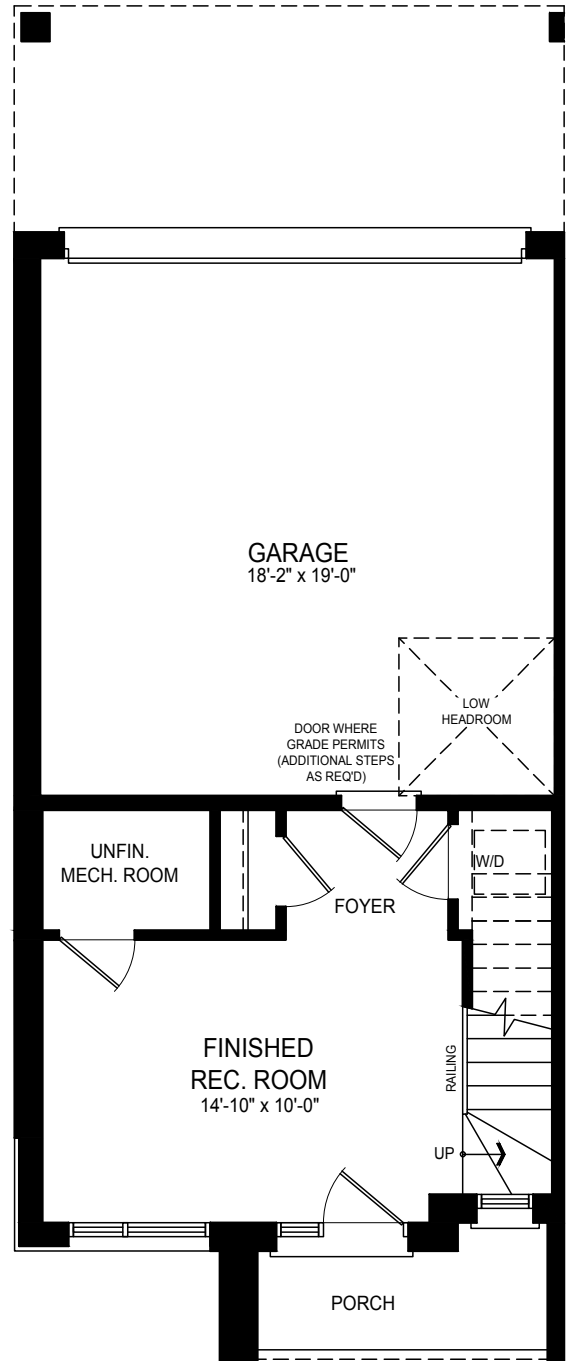 GARAGE
18'-2" x 19'-0"
LOW
HEADROOM
DOOR WHERE
GRADE PERMITS
(ADDITIONAL STEPS
AS REQ'D)
UNFIN.
MECH. ROOM
W/D
FOYER
FINISHED
REC. ROOM
14'-10" x 10'-0"
RAILING
UP
PORCH